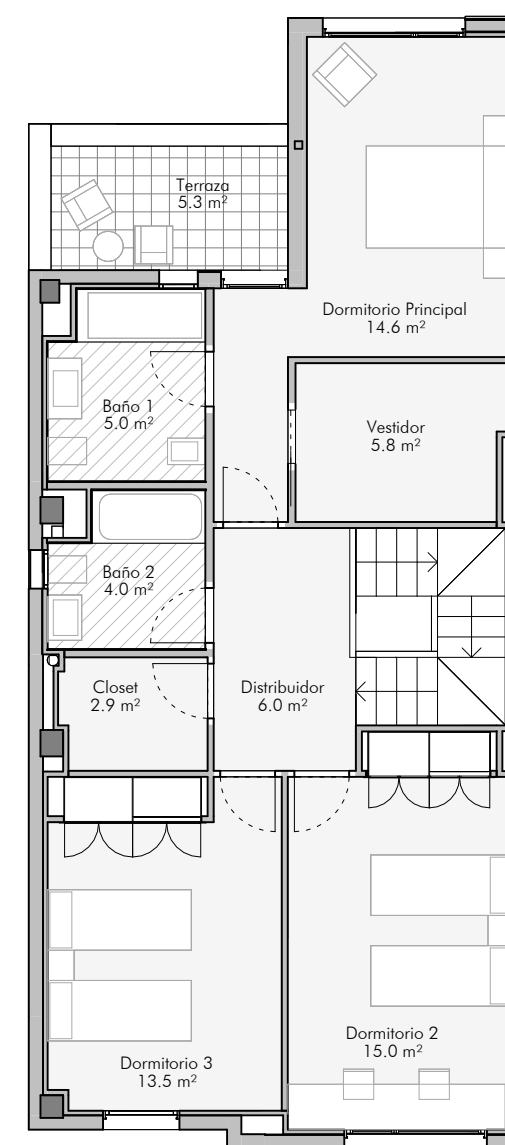 Terraza
5.3 m²
Dormitorio Principal
14.6 m²
Baño 1
5.0 m²
Vestidor
5.8 m²
Baño 2
4.0 m²
Closet
2.9 m²
Distribuidor
6.0 m²
Dormitorio 2
15.0 m²
Dormitorio 3
13.5 m²